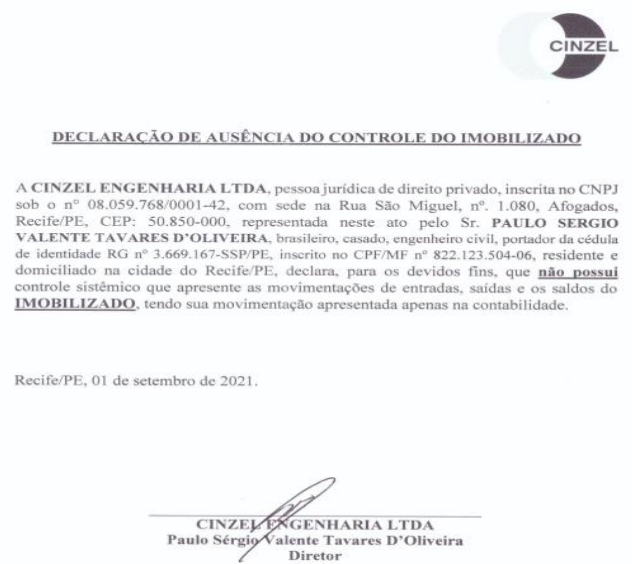 CINZEL
DECLARAÇÃO DE AUSÊNCIA DO CONTROLE DO IMOBILIZADO
A CINZEL ENGENHARIA LTDA, pessoa jurídica de direito privado, inscrita no CNPJ
sob o nº 08.059.768/0001-42, com sede na Rua São Miguel, nº. 1.080, Afogados,
Recife/PE, CEP: 50.850-000, representada neste ato pelo Sr. PAULO SERGIO
VALENTE TAVARES D’OLIVEIRA, brasileiro, casado, engenheiro civil, portador da cédula
de identidade RG nº 3.669.167-SSP/PE, inscrito no CPF/MF nº 822.123.504-06, residente e
domiciliado na cidade do Recife/PE, declara, para os devidos fins, que não possui
controle sistêmico que apresente as movimentações de entradas, saídas e os saldos do
IMOBILIZADO, tendo sua movimentação apresentada apenas na contabilidade.
Recife/PE, 01 de setembro de 2021.
CINZEL ENGENHARIA LTDA
Paulo Sérgio Valente Tavares D’Oliveira
Diretor